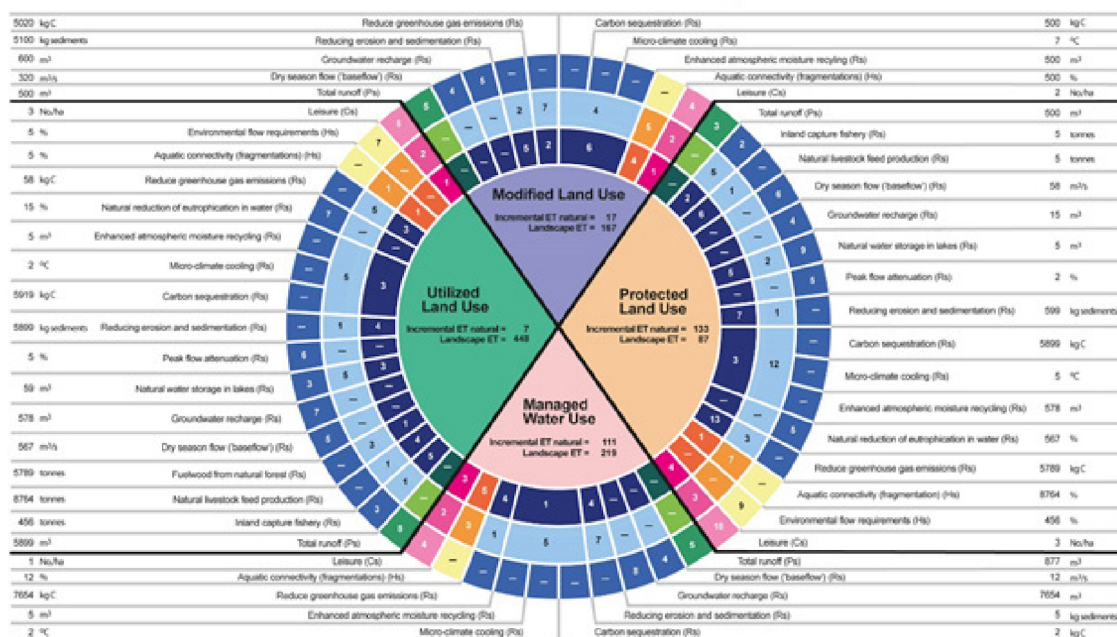 5020 kg C Reduce greenhouse gas emissions (Rs)
5100 kg sediments Reducing erosion and sedimentation (Rs)
600 m³ Groundwater recharge (Rs)
320 m³/s Dry season flow ('baseflow') (Rs)
500 m³ Total runoff (Ps)
3 No/ha Leisure (Cs)
5 % Environmental flow requirements (Hs)
5 % Aquatic connectivity (fragmentations) (Hs)
58 kg C Reduce greenhouse gas emissions (Rs)
15 % Natural reduction of eutrophication in water (Rs)
5 m³ Enhanced atmospheric moisture recycling (Rs)
2 ºC Micro-climate cooling (Rs)
5919 kg C Carbon sequestration (Rs)
5899 kg sediments Reducing erosion and sedimentation (Rs)
5 % Peak flow attenuation (Rs)
59 m³ Natural water storage in lakes (Rs)
578 m³ Groundwater recharge (Rs)
567 m³/s Dry season flow ('baseflow') (Rs)
5789 tonnes Fuelwood from natural forest (Rs)
8764 tonnes Natural livestock feed production (Rs)
456 tonnes Inland capture fishery (Rs)
5899 m³ Total runoff (Ps)
1 No/ha Leisure (Cs)
12 % Aquatic connectivity (fragmentations) (Hs)
7654 kg C Reduce greenhouse gas emissions (Rs)
5 m³ Enhanced atmospheric moisture recycling (Rs)
2 ºC Micro-climate cooling (Rs)
Modified Land Use
Incremental ET natural = 17
Landscape ET = 167
Utilized
Land Use
Incremental ET natural = 7
Landscape ET = 448
Protected
Land Use
Incremental ET natural = 133
Landscape ET = 87
Managed
Water Use
Incremental ET natural = 111
Landscape ET = 219
Carbon sequestration (Rs) 500 kg C
Micro-climate cooling (Rs) 7 ºC
Enhanced atmospheric moisture recyling (Rs) 500 m³
Aquatic connectivity (fragmentations) (Hs) 500 %
Leisure (Cs) 2 No/ha
Total runoff (Ps) 500 m³
Inland capture fishery (Rs) 5 tonnes
Natural livestock feed production (Rs) 5 tonnes
Dry season flow ('baseflow') (Rs) 58 m³/s
Groundwater recharge (Rs) 15 m³
Natural water storage in lakes (Rs) 5 m³
Peak flow attenuation (Rs) 2 %
Reducing erosion and sedimentation (Rs) 599 kg sediments
Carbon sequestration (Rs) 5899 kg C
Micro-climate cooling (Rs) 5 ºC
Enhanced atmospheric moisture recycling (Rs) 578 m³
Natural reduction of eutrophication in water (Rs) 567 %
Reduce greenhouse gas emissions (Rs) 5789 kg C
Aquatic connectivity (fragmentation) (Hs) 8764 %
Environmental flow requirements (Hs) 456 %
Leisure (Cs) 3 No/ha
Total runoff (Ps) 877 m³
Dry season flow ('baseflow') (Rs) 12 m³/s
Groundwater recharge (Rs) 7654 m³
Reducing erosion and sedimentation (Rs) 5 kg sediments
Carbon sequestration (Rs) 2 kg C